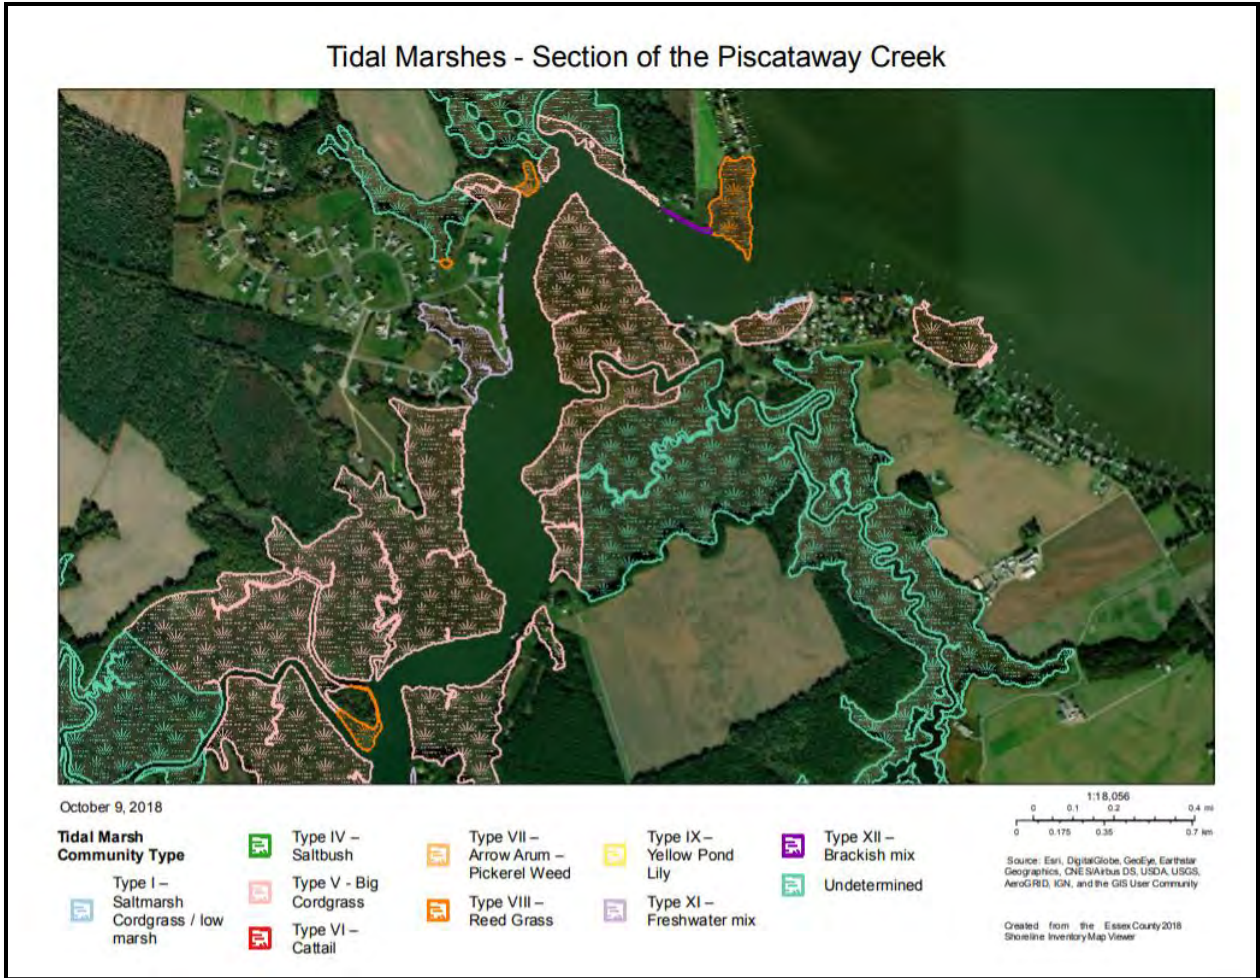 Tidal Marshes - Section of the Piscataway Creek
October 9, 2018
Tidal Marsh
Community Type
Type I –
Saltmarsh
Cordgrass / low
marsh
Type IV –
Saltbush
Type V - Big
Cordgrass
Type VI –
Cattail
Type VII –
Arrow Arum –
Pickerel Weed
Type VIII –
Reed Grass
Type IX –
Yellow Pond
Lily
Type XI –
Freshwater mix
Type XII –
Brackish mix
Undetermined
1:18,056
0 0.1 0.2 0.4 mi
0 0.175 0.35 0.7 km
Source: Esri, DigitalGlobe, GeoEye, Earthstar
Geographics, CNES/Airbus DS, USDA, USGS,
AeroGRID, IGN, and the GIS User Community
Created from the Essex County 2018
Shoreline Inventory Map Viewer